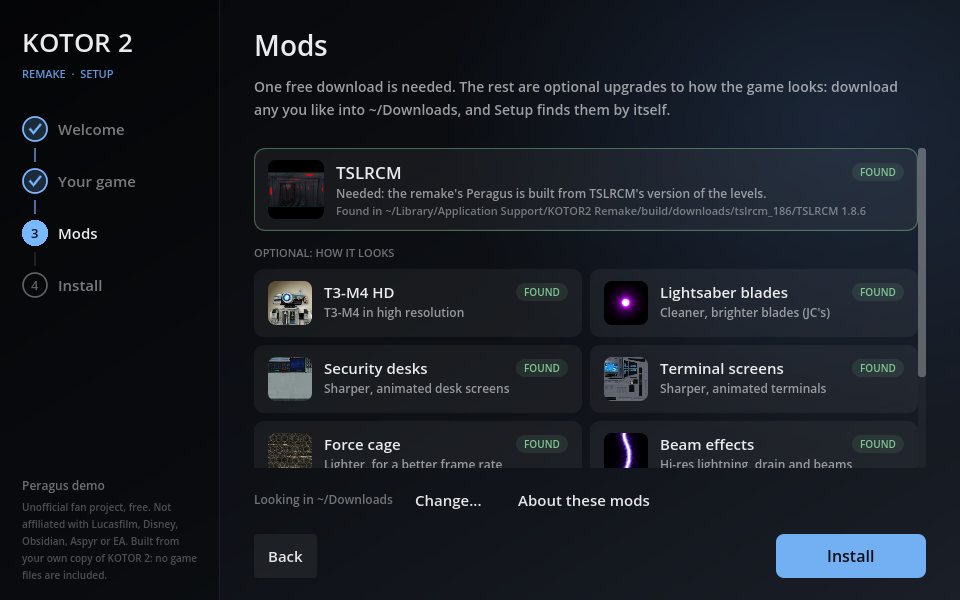 KOTOR 2
REMAKE · SETUP
Welcome
Your game
3
Mods
4
Install
Peragus demo
Unofficial fan project, free. Not
affiliated with Lucasfilm, Disney,
Obsidian, Aspyr or EA. Built from
your own copy of KOTOR 2: no game
files are included.
Mods
One free download is needed. The rest are optional upgrades to how the game looks: download
any you like into ~/Downloads, and Setup finds them by itself.
TSLRCM
FOUND
Needed: the remake's Peragus is built from TSLRCM's version of the levels.
Found in ~/Library/Application Support/KOTOR2 Remake/build/downloads/tslrcm_186/TSLRCM 1.8.6
OPTIONAL: HOW IT LOOKS
T3-M4 HD
FOUND
T3-M4 in high resolution
Lightsaber blades
FOUND
Cleaner, brighter blades (JC's)
Security desks
FOUND
Sharper, animated desk screens
Terminal screens
FOUND
Sharper, animated terminals
Force cage
FOUND
Lighter, for a better frame rate
Beam effects
FOUND
Hi-res lightning, drain and beams
Looking in ~/Downloads
Change...
About these mods
Back
Install